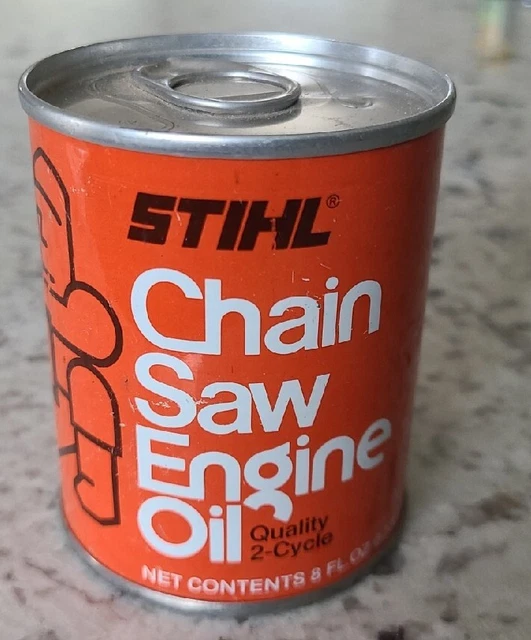 STIHL®
Chain
Saw
Engine
Oil
Quality
2-Cycle
NET CONTENTS 8 FL OZ